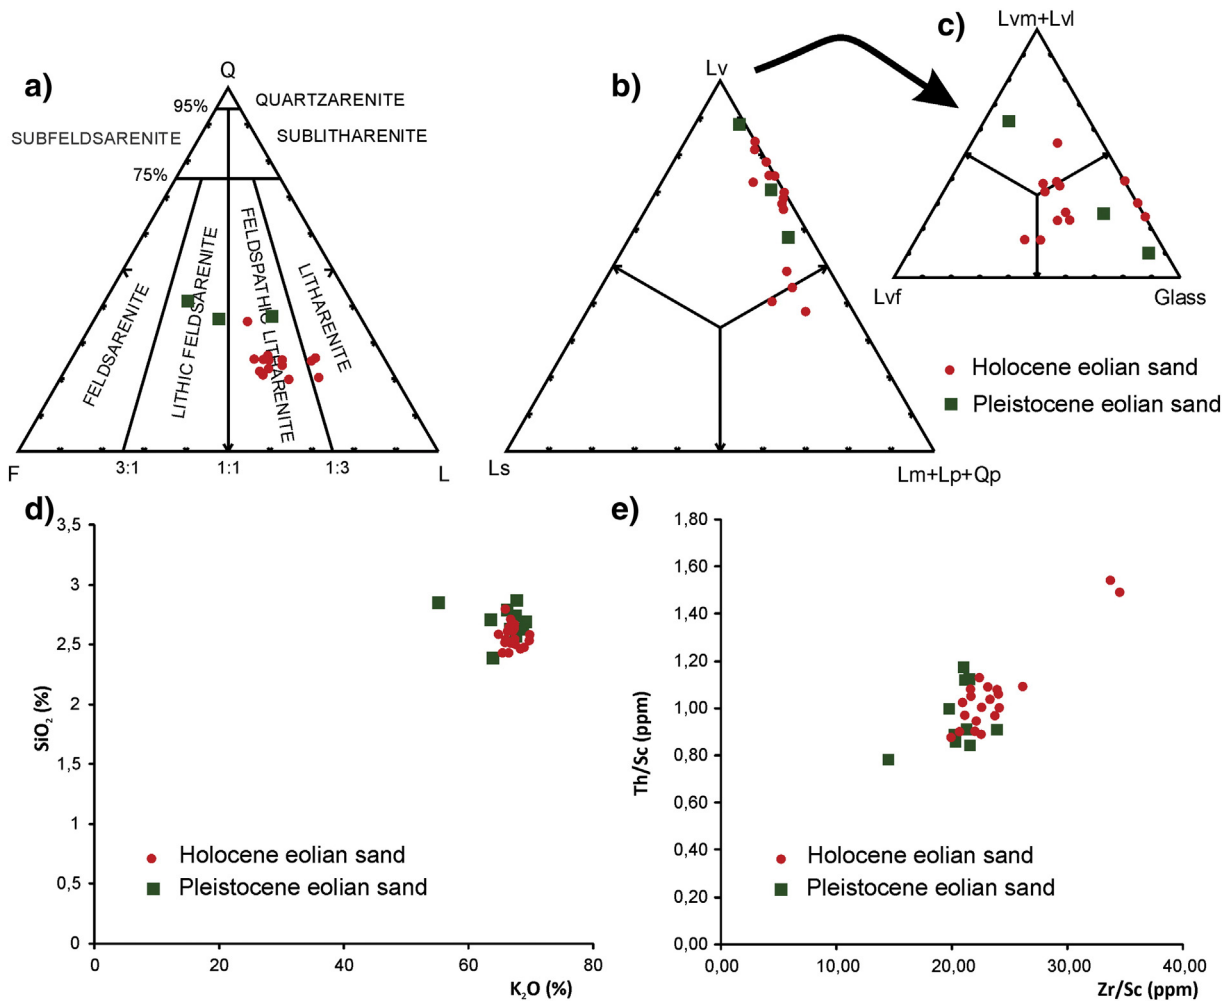 a)
Q
95%
QUARTZARENITE
SUBFELDSARENITE
SUBLITHARENITE
75%
FELDSARENITE
LITHIC FELDSARENITE
FELDSPATHIC LITHARENITE
LITHARENITE
F
3:1
1:1
1:3
L
b)
Lv
Ls
Lm+Lp+Qp
c)
Lvm+Lvl
Lvf
Glass
Holocene eolian sand
Pleistocene eolian sand
d)
3,5
3
2,5
2
1,5
1
0,5
0
SiO₂ (%)
0
20
40
60
80
K₂O (%)
Holocene eolian sand
Pleistocene eolian sand
e)
1,80
1,60
1,40
1,20
1,00
0,80
0,60
0,40
0,20
0,00
Th/Sc (ppm)
0,00
10,00
20,00
30,00
40,00
Zr/Sc (ppm)
Holocene eolian sand
Pleistocene eolian sand